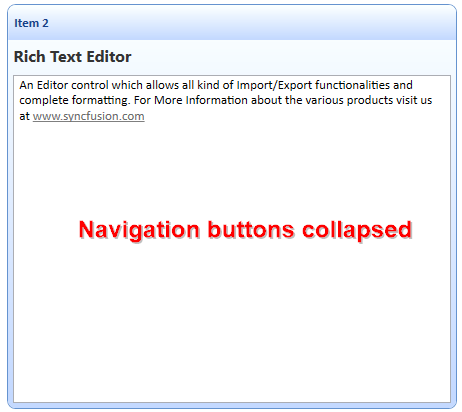 Item 2
Rich Text Editor
An Editor control which allows all kind of Import/Export functionalities and
complete formatting. For More Information about the various products visit us
at www.syncfusion.com
Navigation buttons collapsed